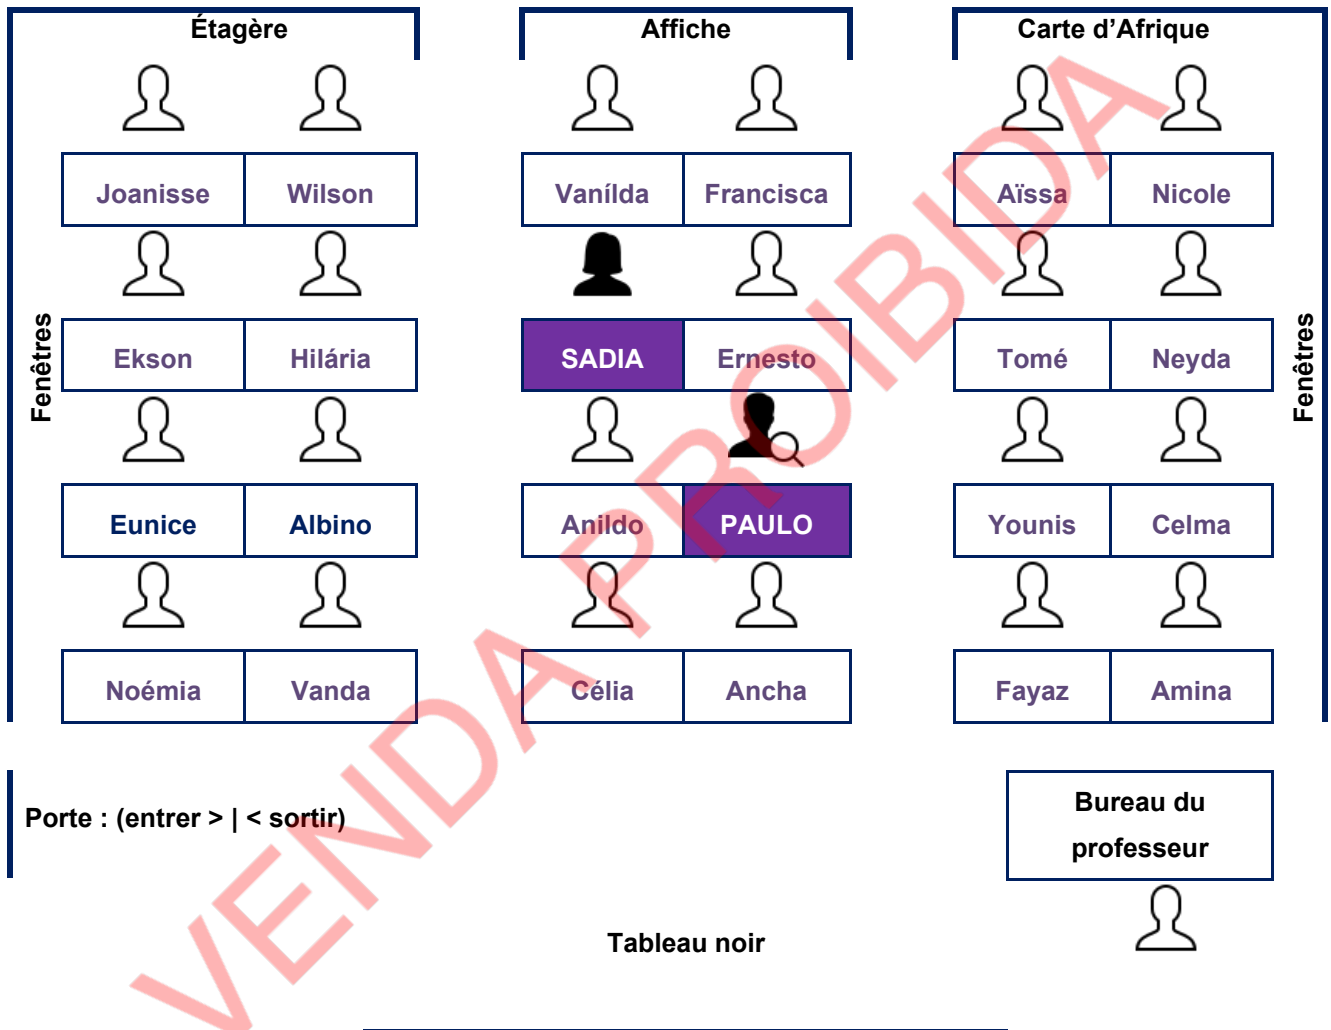 Étagère Affiche Carte d'Afrique
Joanisse Wilson Vanílda Francisca Aïssa Nicole
Fenêtres
Ekson Hilária SADIA Ernesto Tomé Neyda
Fenêtres
Eunice Albino Anildo PAULO Younis Celma
Noémia Vanda Célia Ancha Fayaz Amina
Porte : (entrer > | < sortir)
Bureau du
professeur
Tableau noir
VENDA PROIBIDA